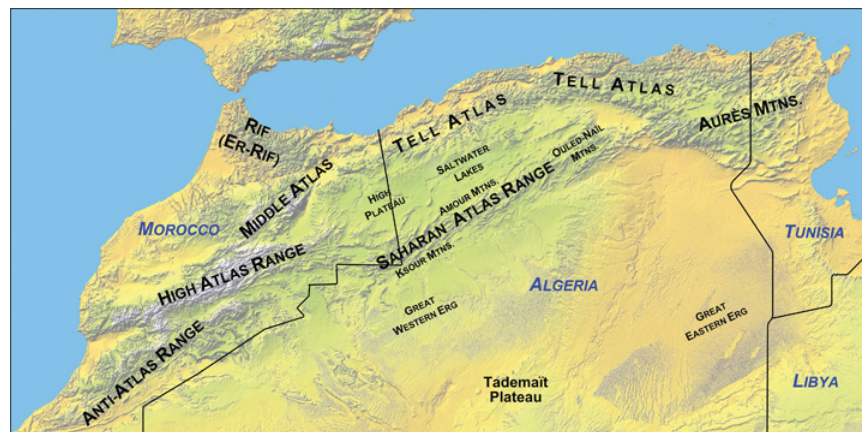 TELL ATLAS
TELL ATLAS
AURÈS MTNS.
RIF
(ER-RIF)
MIDDLE ATLAS
HIGH
PLATEAU
SALTWATER
LAKES
OULED-NAIL
MTNS.
AMOUR MTNS.
SAHARAN ATLAS RANGE
KSOUR MTNS.
MOROCCO
HIGH ATLAS RANGE
ANTI-ATLAS RANGE
TUNISIA
ALGERIA
GREAT
WESTERN ERG
GREAT
EASTERN ERG
LIBYA
Tademaït
Plateau